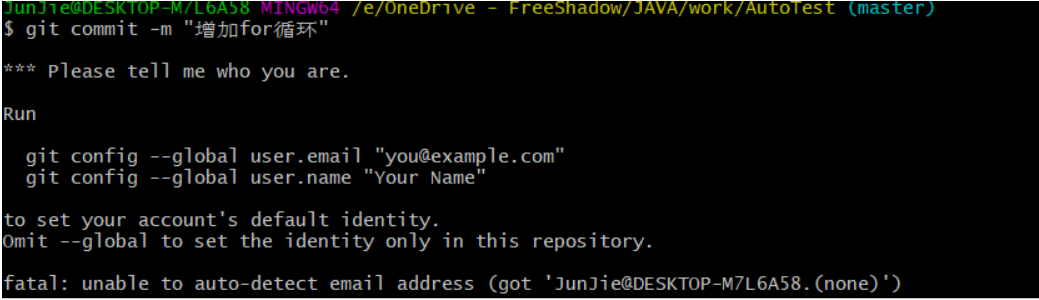 JunJie@DESKTOP-M7L6A58 MINGW64 /e/OneDrive - FreeShadow/JAVA/work/AutoTest (master)
$ git commit -m "增加for循环"
*** Please tell me who you are.
Run
git config --global user.email "you@example.com"
git config --global user.name "Your Name"
to set your account's default identity.
Omit --global to set the identity only in this repository.
fatal: unable to auto-detect email address (got 'JunJie@DESKTOP-M7L6A58.(none)')